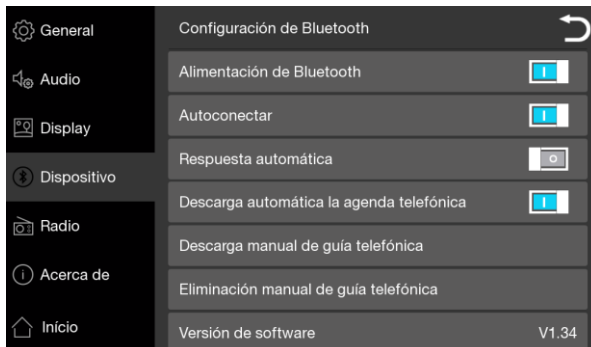 General
Audio
Display
Dispositivo
Radio
Acerca de
Início
Configuración de Bluetooth
Alimentación de Bluetooth
Autoconectar
Respuesta automática
Descarga automática la agenda telefónica
Descarga manual de guía telefónica
Eliminación manual de guía telefónica
Versión de software V1.34